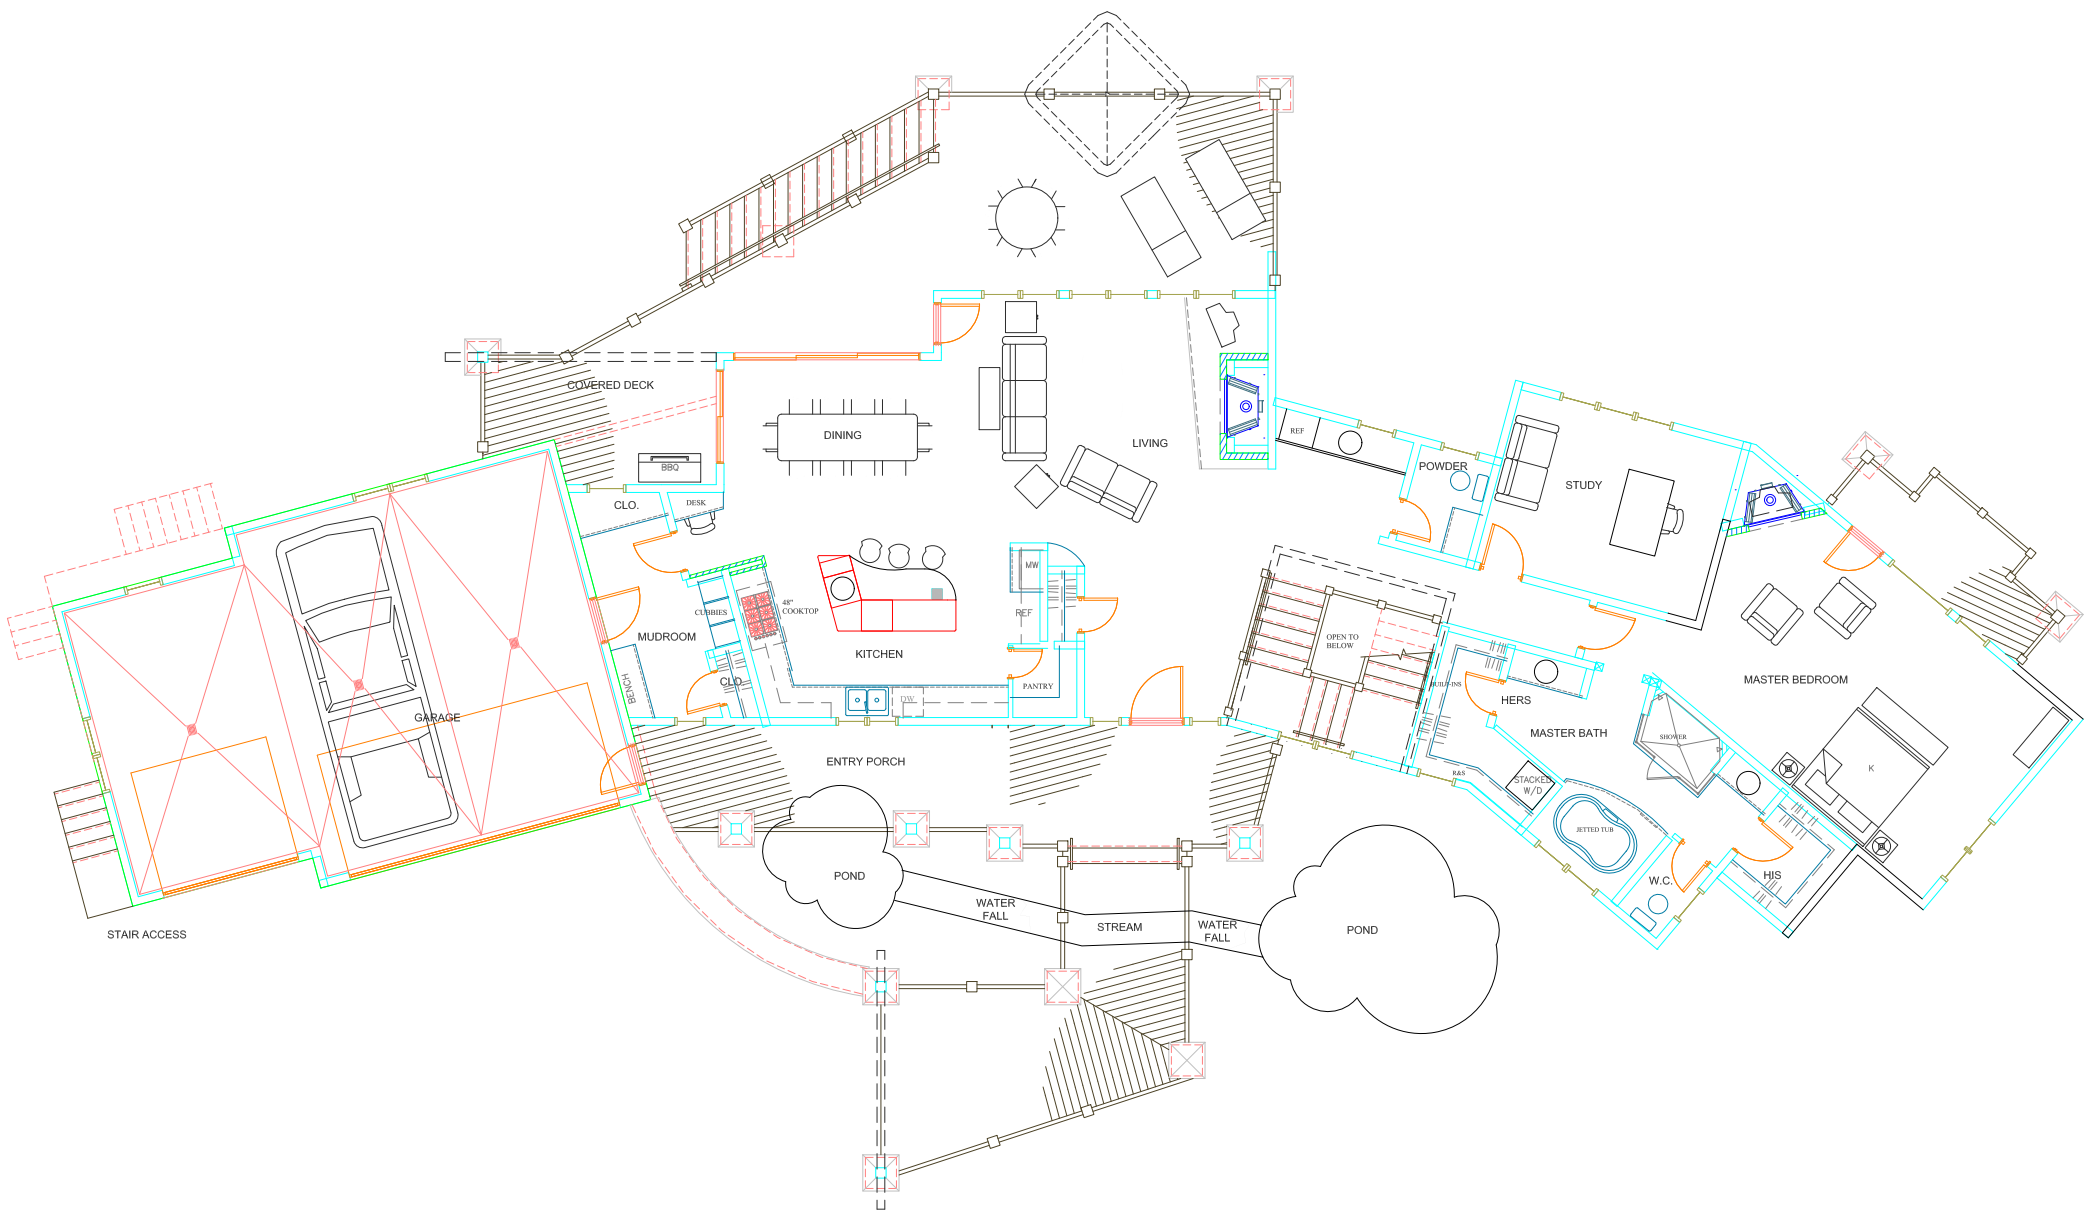 COVERED DECK
BBQ
CLO.
DESK
DINING
LIVING
REF
POWDER
STUDY
MW
REF
48"
COOKTOP
CUBBIES
MUDROOM
KITCHEN
CLO.
BENCH
PANTRY
DW
OPEN TO
BELOW
BUILT-INS
HERS
MASTER BATH
SHOWER
MASTER BEDROOM
K
GARAGE
ENTRY PORCH
R&S
STACKED
W/D
JETTED TUB
W.C.
HIS
POND
WATER
FALL
STREAM
WATER
FALL
POND
STAIR ACCESS